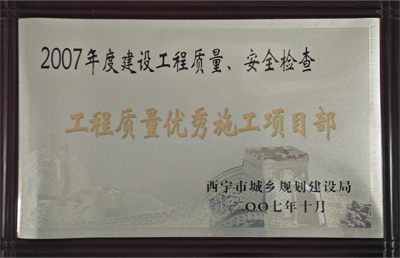 2007年度建设工程质量、安全检查
工程质量优秀施工项目部
西宁市城乡规划建设局
二〇〇七年十月